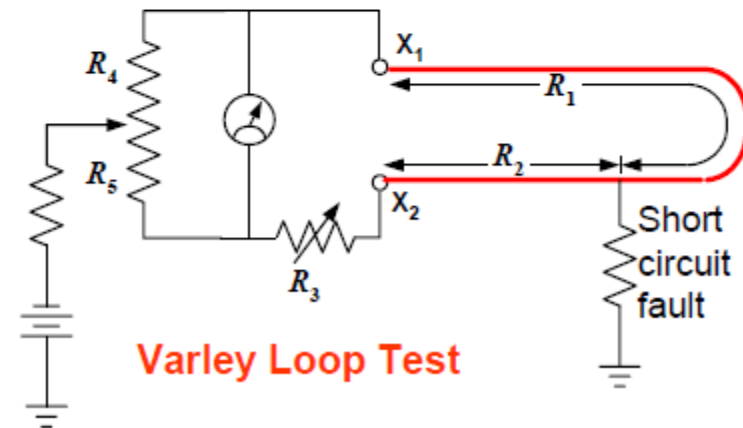 X₁
R₄
R₁
R₂
R₅
X₂
Short
circuit
fault
R₃
Varley Loop Test